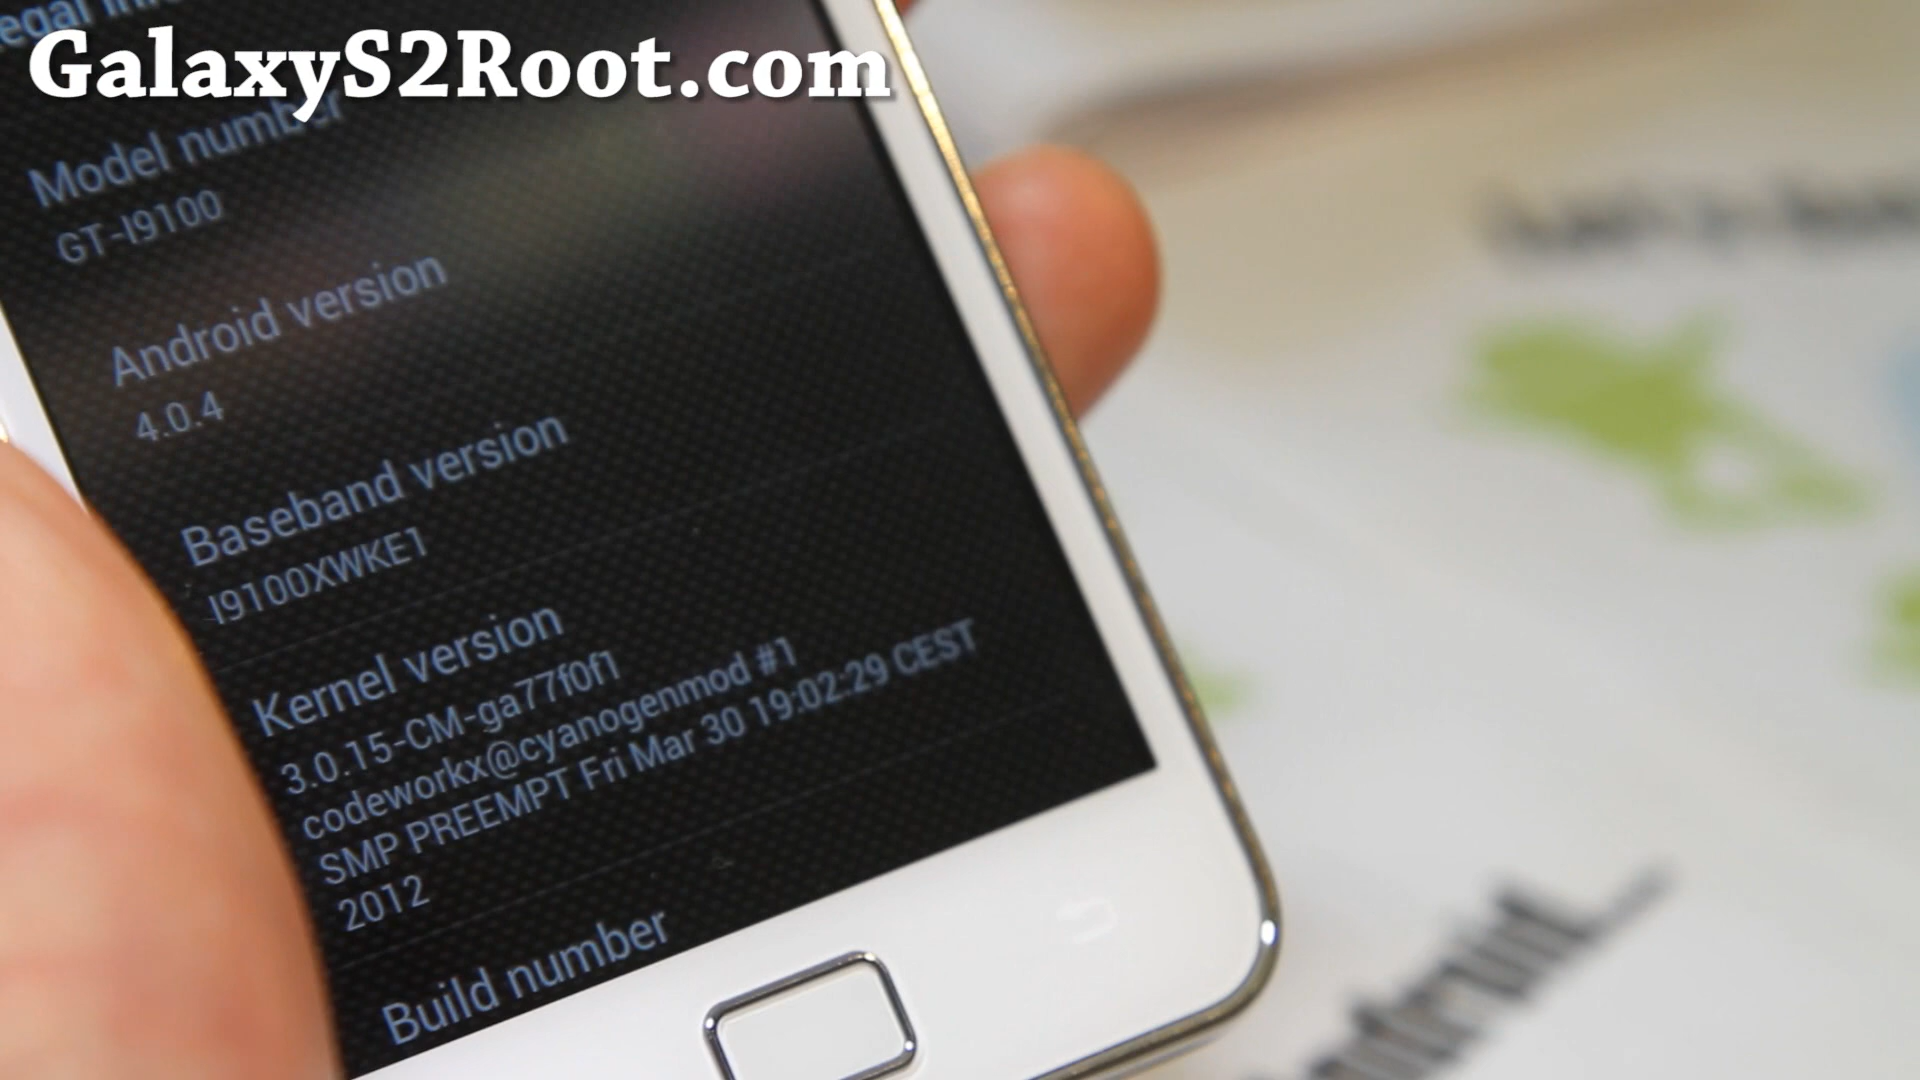 GalaxyS2Root.com
Model number
GT-I9100
Android version
4.0.4
Baseband version
I9100XWKE1
Kernel version
3.0.15-CM-ga77f0f1
codeworkx@cyanogenmod #1
SMP PREEMPT Fri Mar 30 19:02:29 CEST
2012
Build number